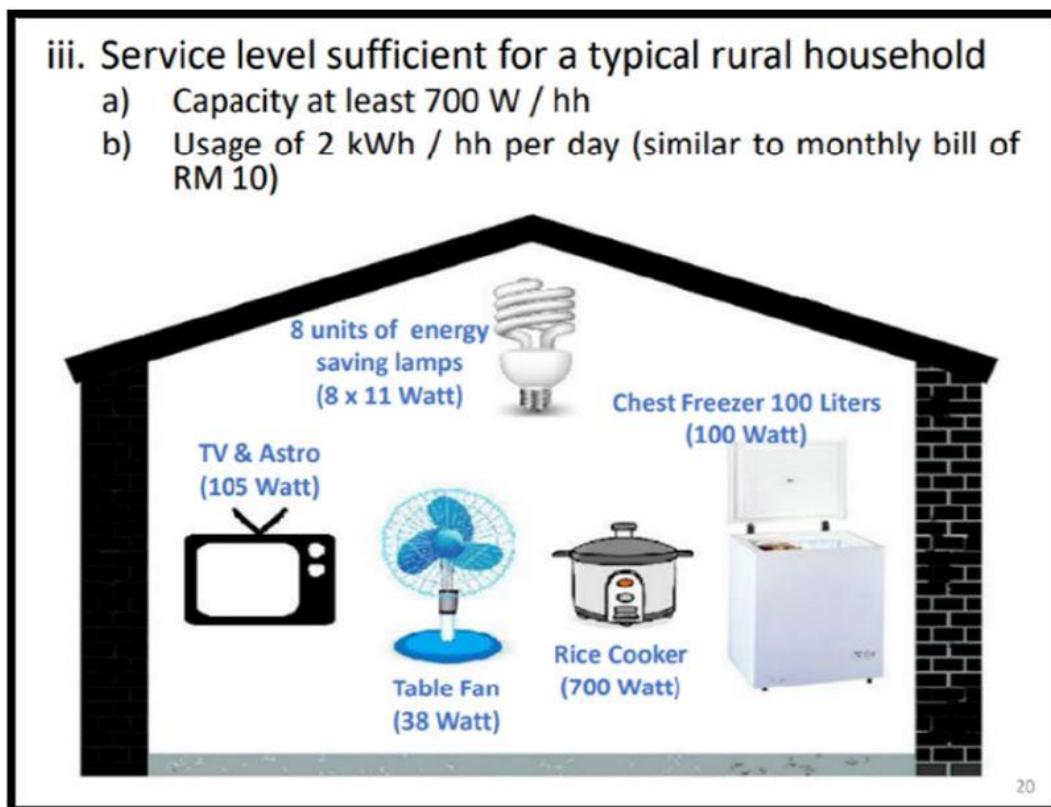 iii. Service level sufficient for a typical rural household
a) Capacity at least 700 W / hh
b) Usage of 2 kWh / hh per day (similar to monthly bill of
RM 10)
8 units of energy
saving lamps
(8 x 11 Watt)
Chest Freezer 100 Liters
(100 Watt)
TV & Astro
(105 Watt)
Table Fan
(38 Watt)
Rice Cooker
(700 Watt)
20